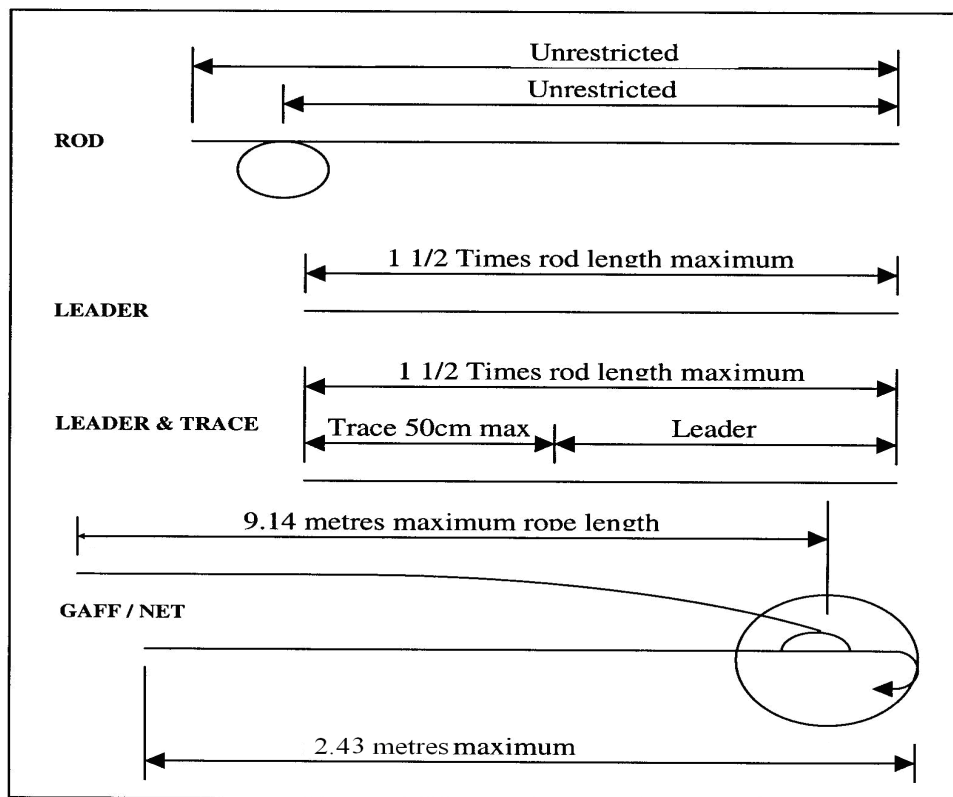 Unrestricted
Unrestricted
ROD
1 1/2 Times rod length maximum
LEADER
1 1/2 Times rod length maximum
LEADER & TRACE
Trace 50cm max
Leader
9.14 metres maximum rope length
GAFF / NET
2.43 metres maximum